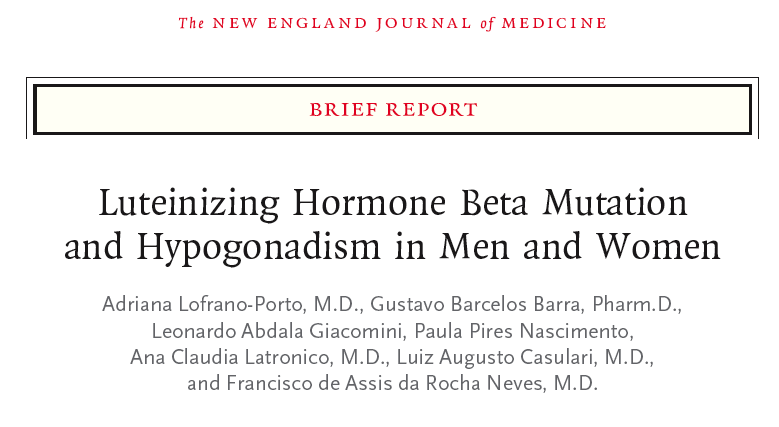 The NEW ENGLAND JOURNAL of MEDICINE
BRIEF REPORT
Luteinizing Hormone Beta Mutation
and Hypogonadism in Men and Women
Adriana Lofrano-Porto, M.D., Gustavo Barcelos Barra, Pharm.D.,
Leonardo Abdala Giacomini, Paula Pires Nascimento,
Ana Claudia Latronico, M.D., Luiz Augusto Casulari, M.D.,
and Francisco de Assis da Rocha Neves, M.D.